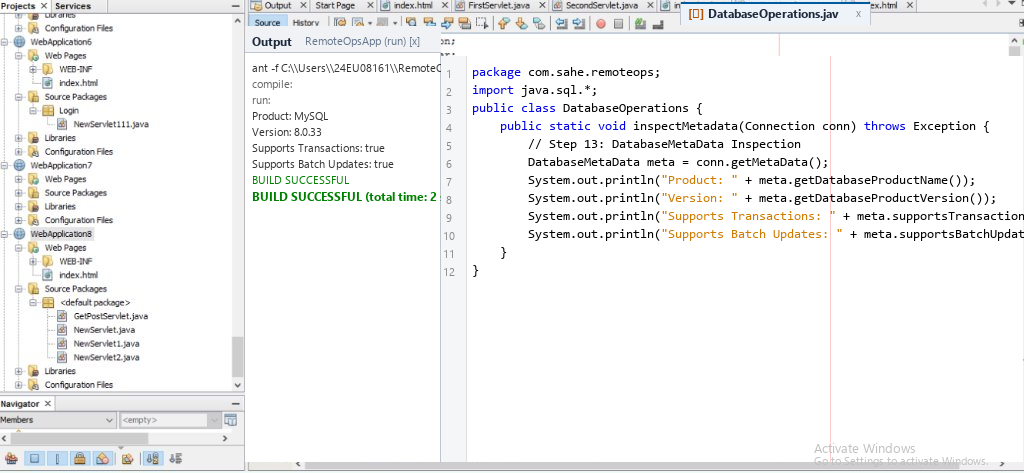 Projects X Services
Libraries
Configuration Files
WebApplication6
Web Pages
WEB-INF
index.html
Source Packages
Login
NewServlet111.java
Libraries
Configuration Files
WebApplication7
Web Pages
Source Packages
Libraries
Configuration Files
WebApplication8
Web Pages
WEB-INF
index.html
Source Packages
<default package>
GetPostServlet.java
NewServlet.java
NewServlet1.java
NewServlet2.java
Libraries
Configuration Files
Navigator X
Members
<empty>
Output X Start Page X index.html X FirstServlet.java X SecondServlet.java X
[] DatabaseOperations.jav x
Source History
Output RemoteOpsApp (run) [x]
ant -f C:\\Users\\24EU08161\\RemoteO
compile:
run:
Product: MySQL
Version: 8.0.33
Supports Transactions: true
Supports Batch Updates: true
BUILD SUCCESSFUL
BUILD SUCCESSFUL (total time: 2
on;
1 package com.sahe.remoteops;
2 import java.sql.*;
3 public class DatabaseOperations {
4 public static void inspectMetadata(Connection conn) throws Exception {
5 // Step 13: DatabaseMetaData Inspection
6 DatabaseMetaData meta = conn.getMetaData();
7 System.out.println("Product: " + meta.getDatabaseProductName());
8 System.out.println("Version: " + meta.getDatabaseProductVersion());
9 System.out.println("Supports Transactions: " + meta.supportsTransaction
10 System.out.println("Supports Batch Updates: " + meta.supportsBatchUpdat
11 }
12 }
Activate Windows
Go to Settings to activate Windows.